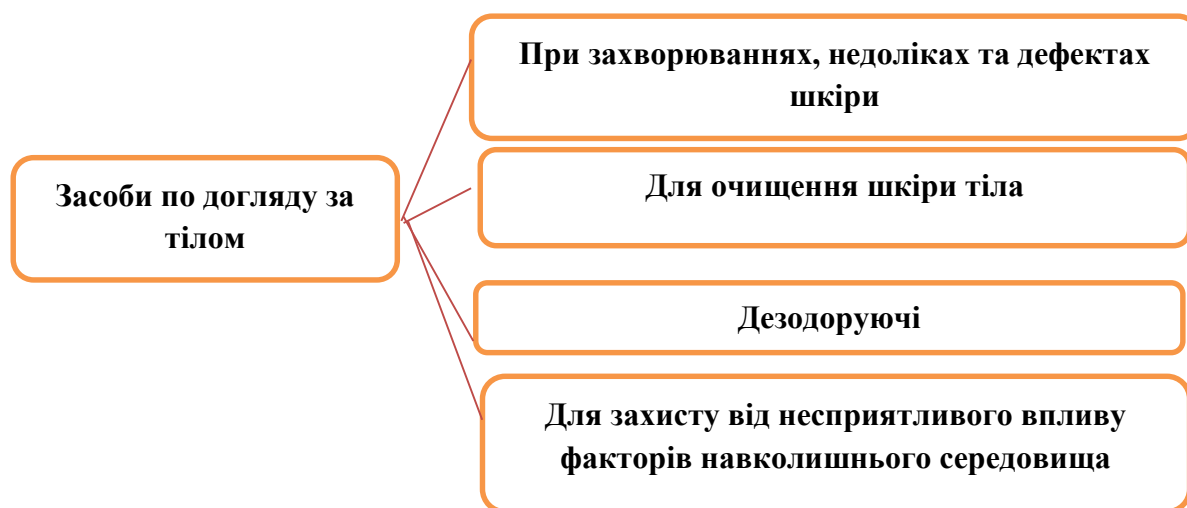 При захворюваннях, недоліках та дефектах
шкіри
Засоби по догляду за
тілом
Для очищення шкіри тіла
Дезодоруючі
Для захисту від несприятливого впливу
факторів навколишнього середовища